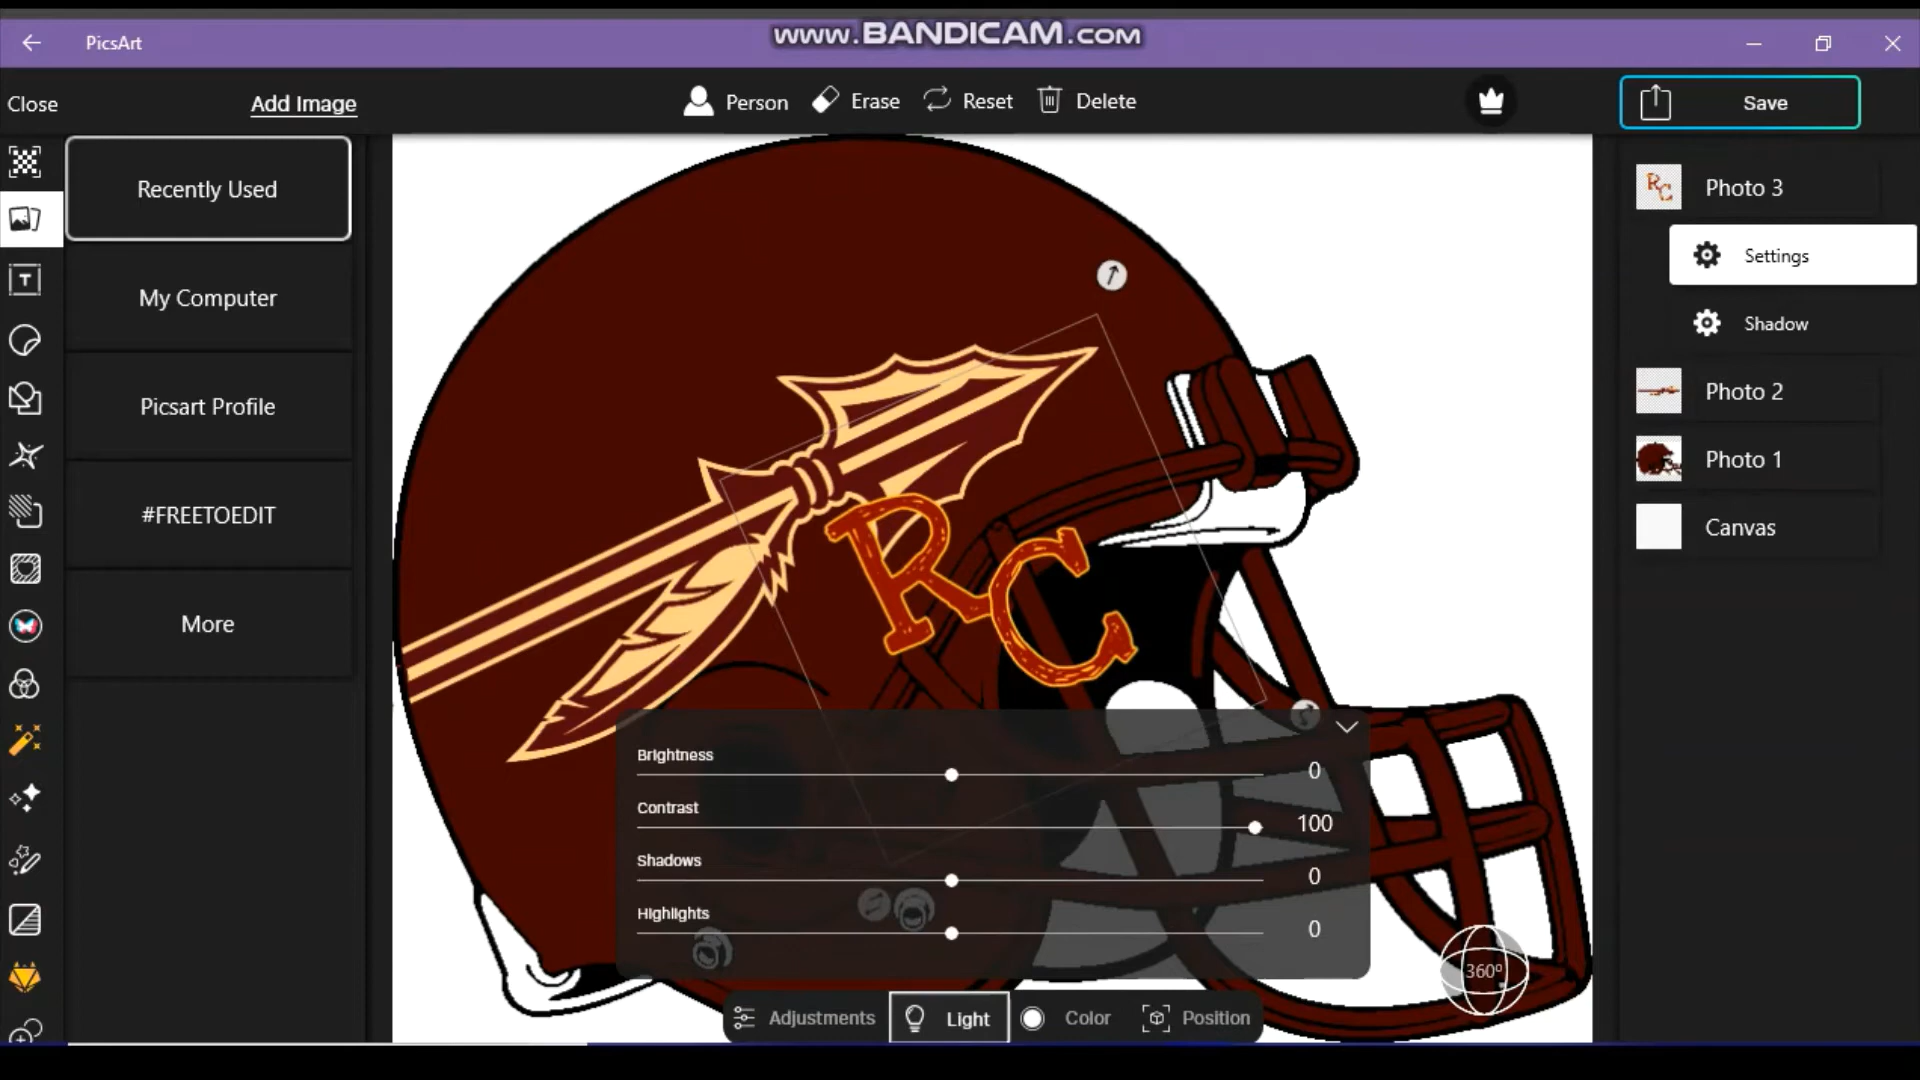 www.BANDICAM.com
PicsArt
Close
Add Image
Person
Erase
Reset
Delete
Save
Recently Used
My Computer
Picsart Profile
#FREETOEDIT
More
Photo 3
Settings
Shadow
Photo 2
Photo 1
Canvas
RC
Brightness 0
Contrast 100
Shadows 0
Highlights 0
360º
Adjustments
Light
Color
Position